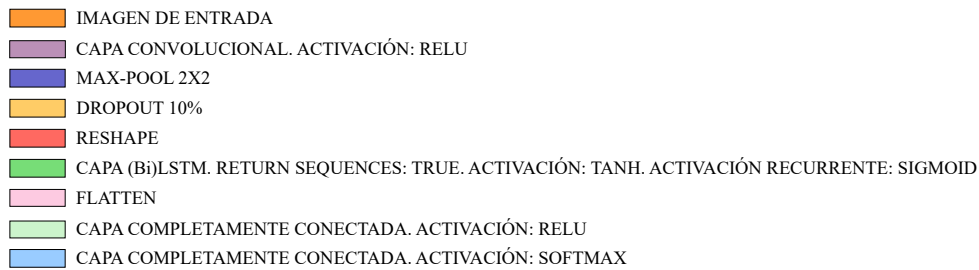 IMAGEN DE ENTRADA
CAPA CONVOLUCIONAL. ACTIVACIÓN: RELU
MAX-POOL 2X2
DROPOUT 10%
RESHAPE
CAPA (Bi)LSTM. RETURN SEQUENCES: TRUE. ACTIVACIÓN: TANH. ACTIVACIÓN RECURRENTE: SIGMOID
FLATTEN
CAPA COMPLETAMENTE CONECTADA. ACTIVACIÓN: RELU
CAPA COMPLETAMENTE CONECTADA. ACTIVACIÓN: SOFTMAX